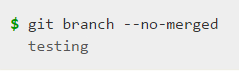 $ git branch --no-merged
testing